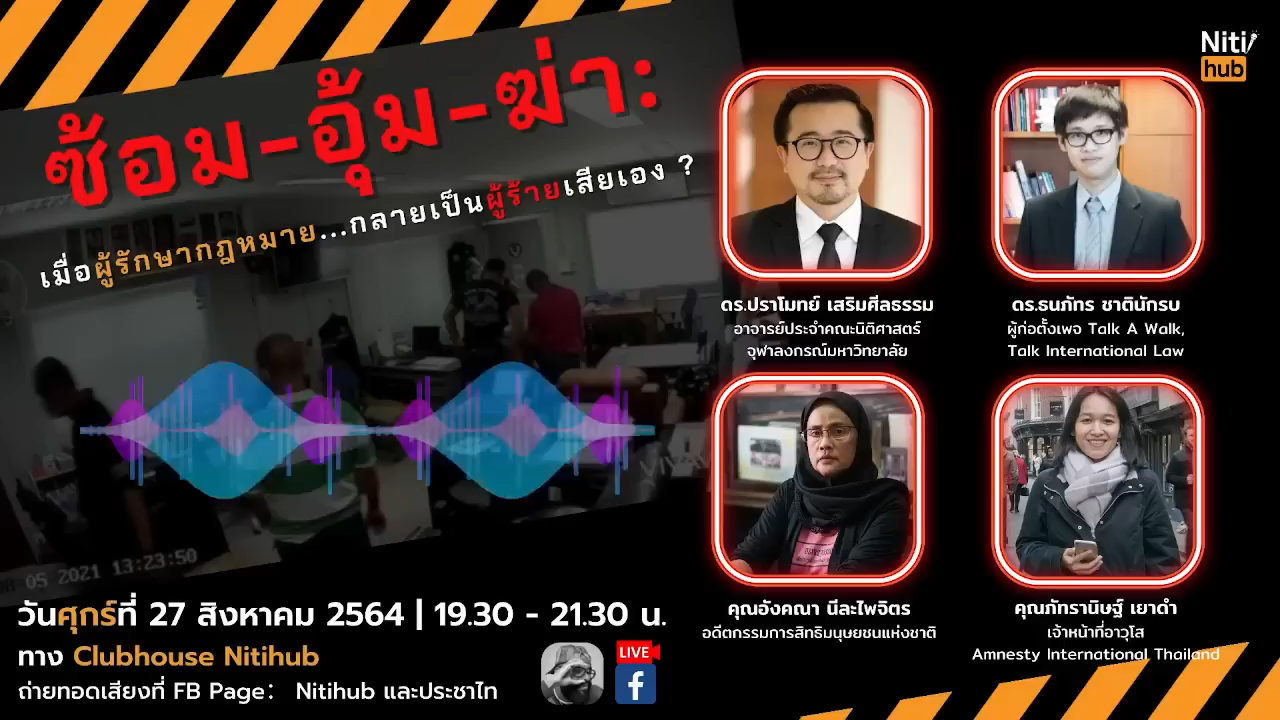 ซ้อม-อุ้ม-ฆ่า:
เมื่อผู้รักษากฎหมาย...กลายเป็นผู้ร้ายเสียเอง ?
05 2021 13:23:50
วันศุกร์ที่ 27 สิงหาคม 2564 | 19.30 - 21.30 น.
ทาง Clubhouse Nitihub
ถ่ายทอดเสียงที่ FB Page: Nitihub และประชาไท
LIVE
f
Niti
hub
ดร.ปราโมทย์ เสริมศีลธรรม
อาจารย์ประจำคณะนิติศาสตร์
จุฬาลงกรณ์มหาวิทยาลัย
ดร.ธนภัทร ชาตินักรบ
ผู้ก่อตั้งเพจ Talk A Walk,
Talk International Law
คุณอังคณา นีละไพจิตร
อดีตกรรมการสิทธิมนุษยชนแห่งชาติ
คุณภัทรานิษฐ์ เยาดำ
เจ้าหน้าที่อาวุโส
Amnesty International Thailand